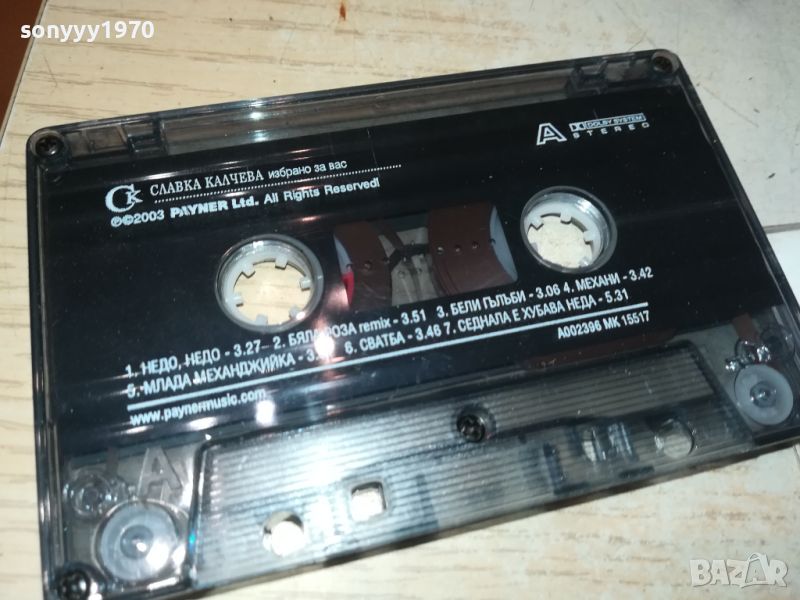 sonyyy1970
A DOLBY SYSTEM
STEREO
СЛАВКА КАЛЧЕВА избрано за вас
℗©2003 PAYNER Ltd. All Rights Reserved!
1. НЕДО, НЕДО - 3.27 2. БЯЛА РОЗА remix - 3.51 3. БЕЛИ ГЪЛЪБИ - 3.06 4. МЕХАНИ - 3.42
5. МЛАДА МЕХАНДЖИЙКА - 6. СВАТБА - 3.46 7. СЕДНАЛА Е ХУБАВА НЕДА - 5.31
www.paynermusic.com
A002396 MK 15517
A
BAZAR